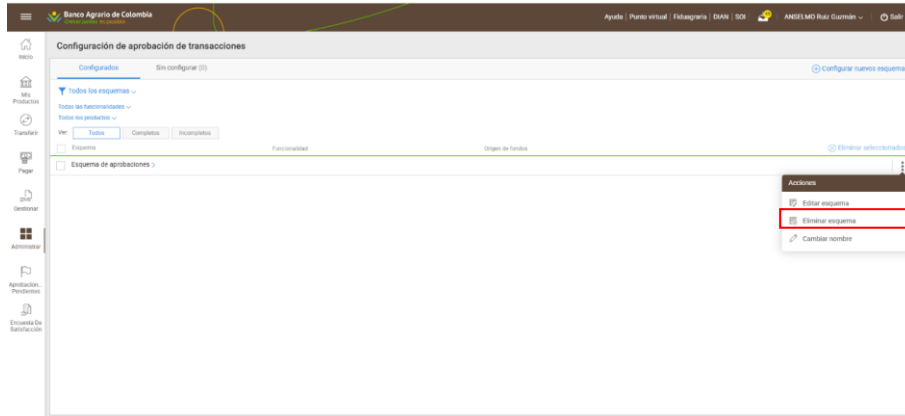 Banco Agrario de Colombia
Ayuda | Punto virtual | Fiduagraria | DIAN | SOI
ANSELMO Ruiz Guzmán
Salir
Inicio
Mis
Productos
Transferir
Pagar
Gestionar
Administrar
Aprobacion...
Pendientes
Encuesta De
Satisfacción
Configuración de aprobación de transacciones
Configurados
Sin configurar (0)
Configurar nuevos esquema
Todos los esquemas
Todas las funcionalidades
Todos los productos
Ver: Todos Completos Incompletos
Esquema Funcionalidad Origen de fondos Eliminar seleccionados
Esquema de aprobaciones >
Acciones
Editar esquema
Eliminar esquema
Cambiar nombre